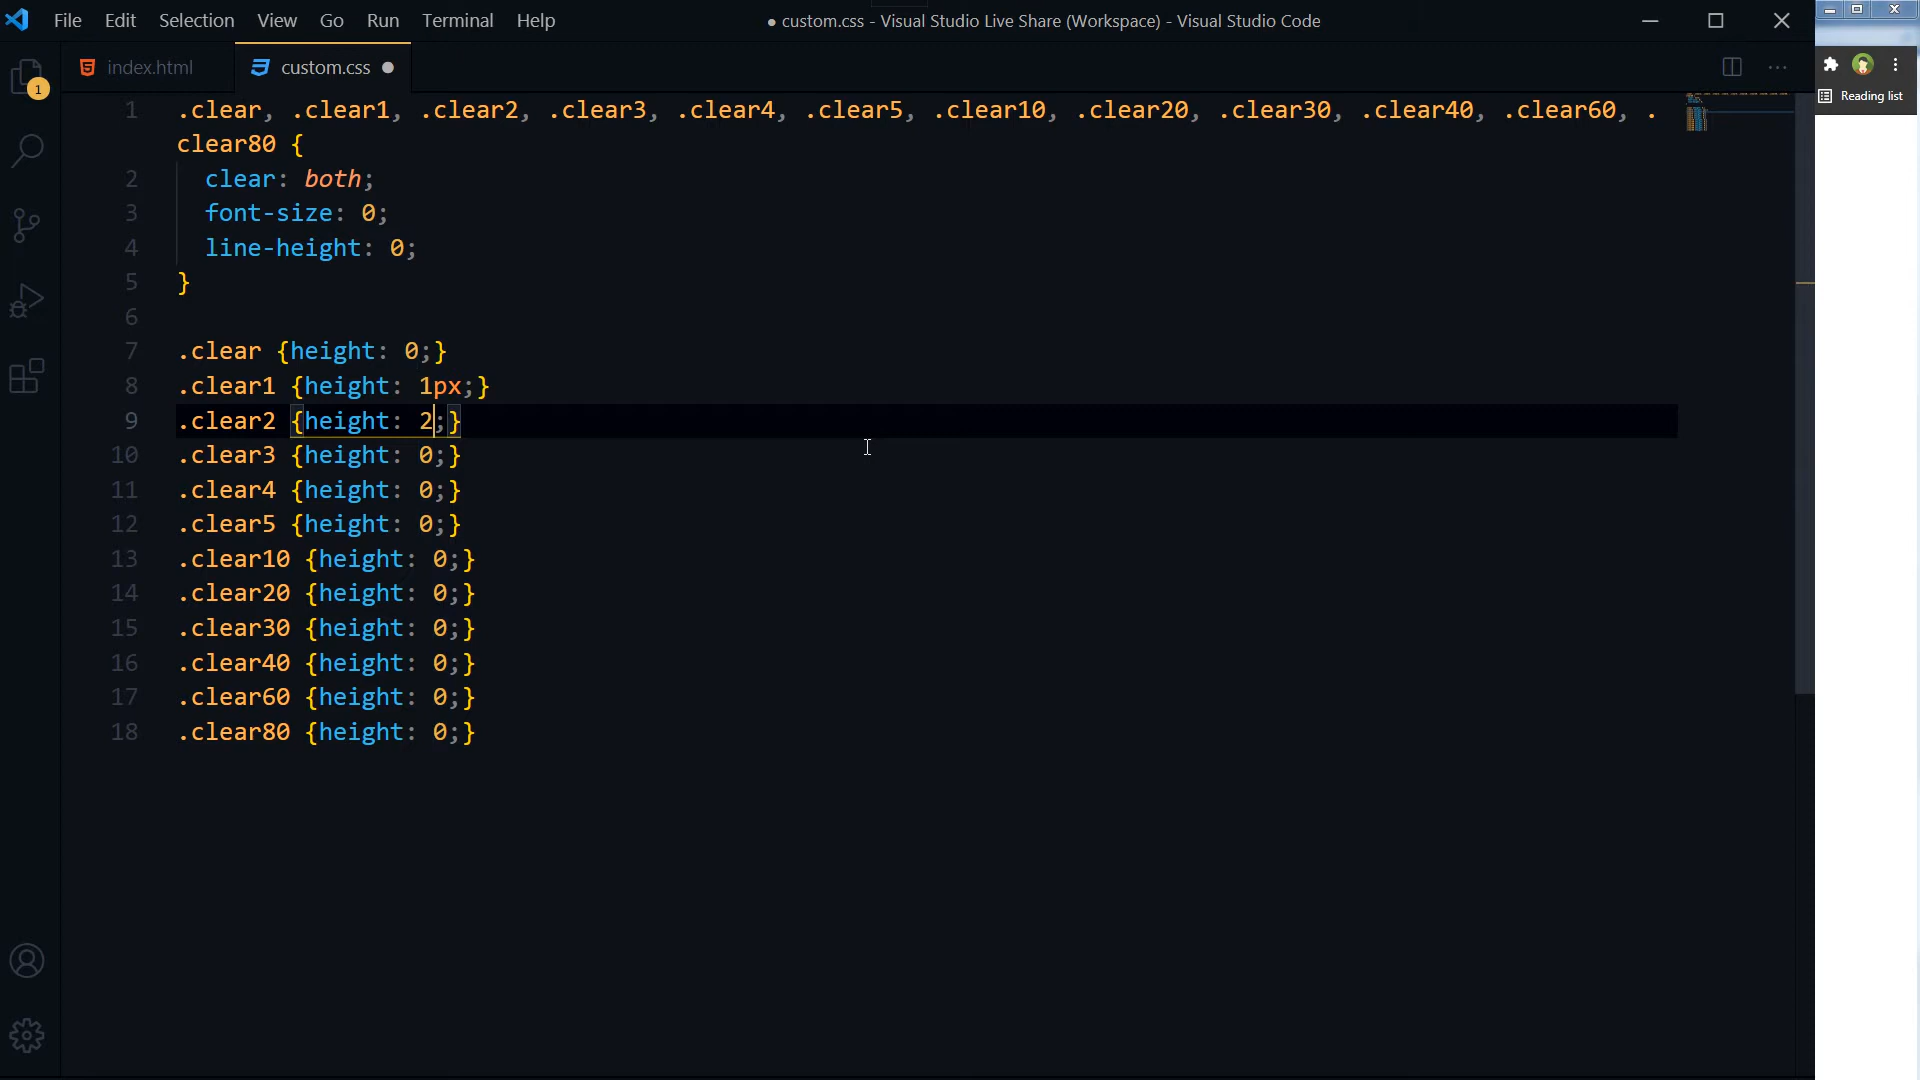 File Edit Selection View Go Run Terminal Help
● custom.css - Visual Studio Live Share (Workspace) - Visual Studio Code
index.html
custom.css
1
Reading list
1 .clear, .clear1, .clear2, .clear3, .clear4, .clear5, .clear10, .clear20, .clear30, .clear40, .clear60, .
clear80 {
2 clear: both;
3 font-size: 0;
4 line-height: 0;
5 }
6
7 .clear {height: 0;}
8 .clear1 {height: 1px;}
9 .clear2 {height: 2;}
10 .clear3 {height: 0;}
11 .clear4 {height: 0;}
12 .clear5 {height: 0;}
13 .clear10 {height: 0;}
14 .clear20 {height: 0;}
15 .clear30 {height: 0;}
16 .clear40 {height: 0;}
17 .clear60 {height: 0;}
18 .clear80 {height: 0;}